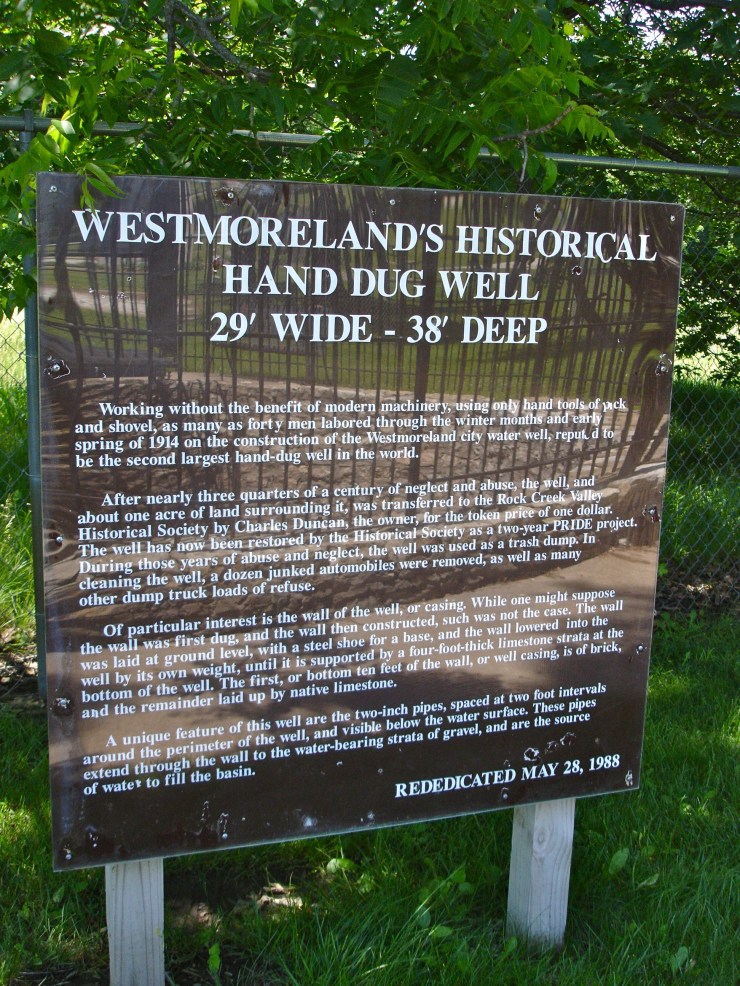 WESTMORELAND'S HISTORICAL
HAND DUG WELL
29' WIDE - 38' DEEP
Working without the benefit of modern machinery, using only hand tools of pick
and shovel, as many as forty men labored through the winter months and early
spring of 1914 on the construction of the Westmoreland city water well, reputed to
be the second largest hand-dug well in the world.
After nearly three quarters of a century of neglect and abuse, the well, and
about one acre of land surrounding it, was transferred to the Rock Creek Valley
Historical Society by Charles Duncan, the owner, for the token price of one dollar.
The well has now been restored by the Historical Society as a two-year PRIDE project.
During those years of abuse and neglect, the well was used as a trash dump. In
cleaning the well, a dozen junked automobiles were removed, as well as many
other dump truck loads of refuse.
Of particular interest is the wall of the well, or casing. While one might suppose
the wall was first dug, and the wall then constructed, such was not the case. The wall
was laid at ground level, with a steel shoe for a base, and the wall lowered into the
well by its own weight, until it is supported by a four-foot-thick limestone strata at the
bottom of the well. The first, or bottom ten feet of the wall, or well casing, is of brick,
and the remainder laid up by native limestone.
A unique feature of this well are the two-inch pipes, spaced at two foot intervals
around the perimeter of the well, and visible below the water surface. These pipes
extend through the wall to the water-bearing strata of gravel, and are the source
of water to fill the basin.
REDEDICATED MAY 28, 1988